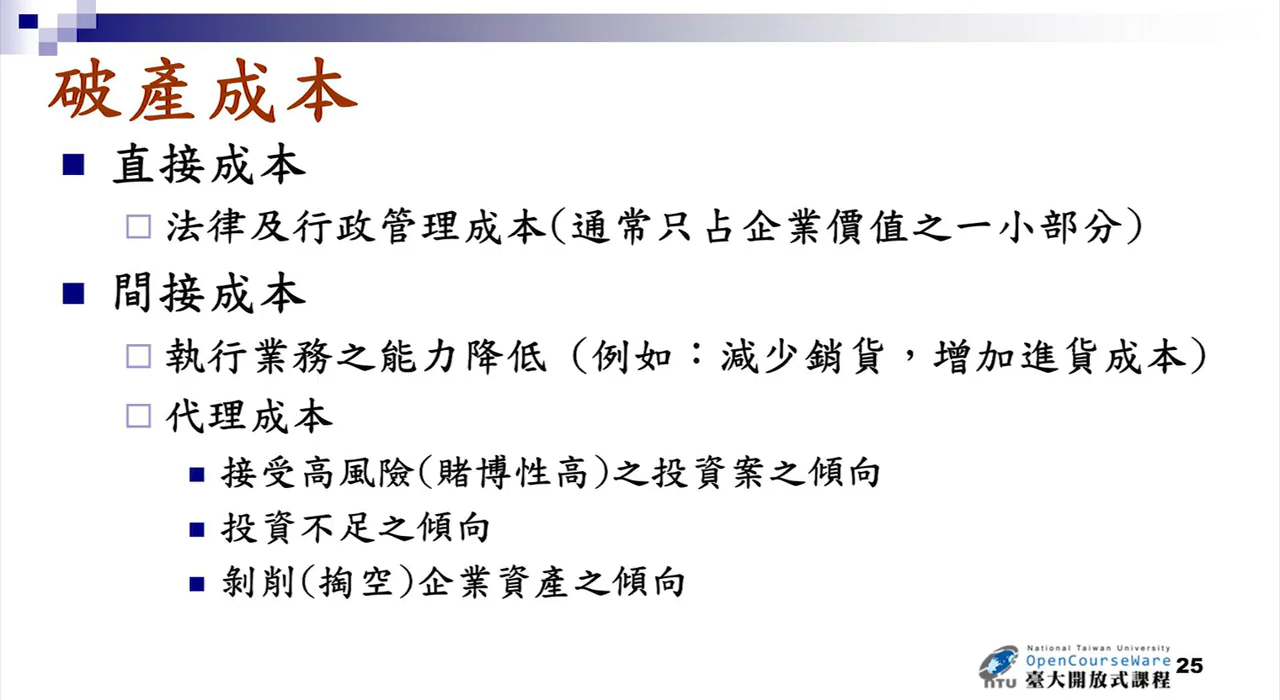 破產成本
直接成本
法律及行政管理成本(通常只占企業價值之一小部分)
間接成本
執行業務之能力降低 (例如：減少銷貨，增加進貨成本)
代理成本
接受高風險(賭博性高)之投資案之傾向
投資不足之傾向
剝削(掏空)企業資產之傾向
National Taiwan University
OpenCourseWare
NTU 臺大開放式課程
25